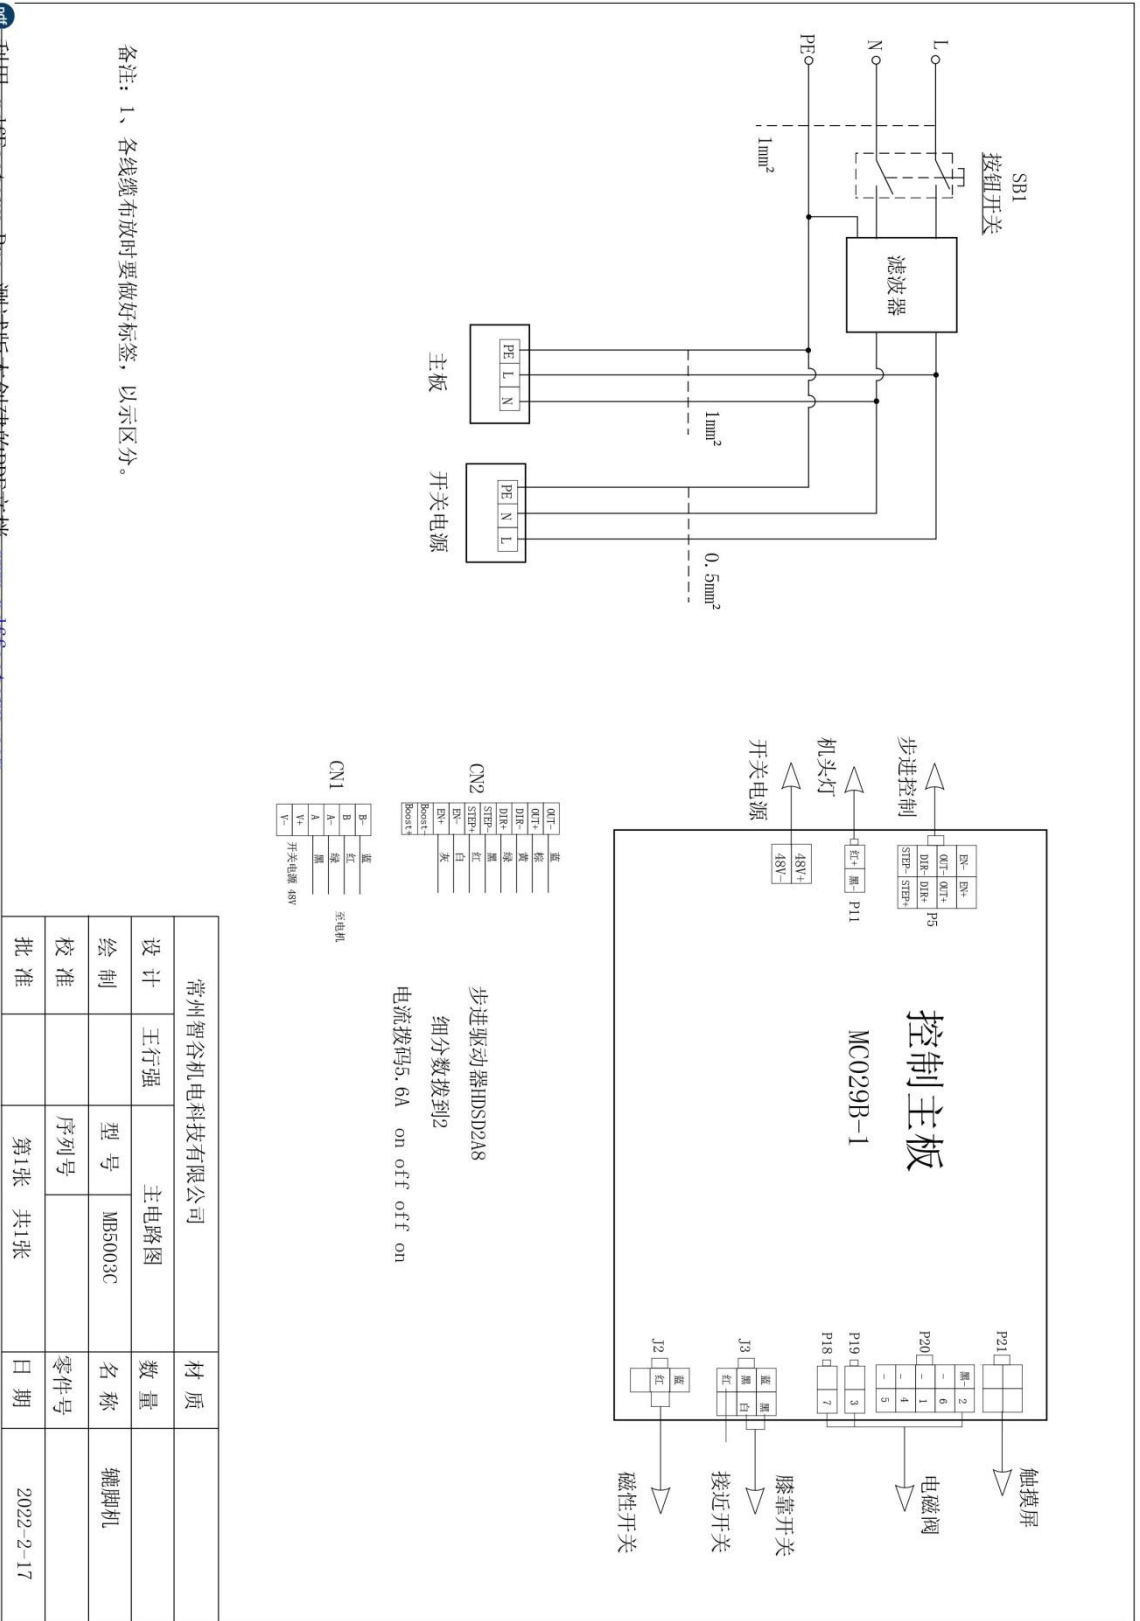 SB1
按钮开关
L
N
PE
1mm²
滤波器
主板
PE L N
1mm²
开关电源
PE N L
0.5mm²
控制主板
MC029B-1
步进控制
EN- EN+
OUT- OUT+
DIR- DIR+
STEP- STEP+
P5
机头灯
红+ 黑-
P11
开关电源
48V+
48V-
P21
触摸屏
P20
黑- 2
- 6
- 1
- 4
- 5
电磁阀
P19
3
P18
7
J3
蓝 黑
黑 白
红
膝靠开关
接近开关
J2
蓝
红
磁性开关
CN2
OUT- 蓝
OUT+ 棕
DIR- 黄
DIR+ 绿
STEP- 黑
STEP+ 红
EN- 白
EN+ 灰
Boost-
Boost+
CN1
B- 蓝
B 红
A- 绿
A 黑
V+
V-
至电机
开关电源 48V
步进驱动器HDSD2A8
细分数拨到2
电流拨码5.6A on off off on
备注：1、各线缆布放时要做好标签，以示区分。
常州智谷机电科技有限公司 材 质
设 计 王行强 主电路图 数 量
绘 制 型 号 MB5003C 名 称 辘脚机
校 准 序列号 零件号
批 准 第1张 共1张 日 期 2022-2-17